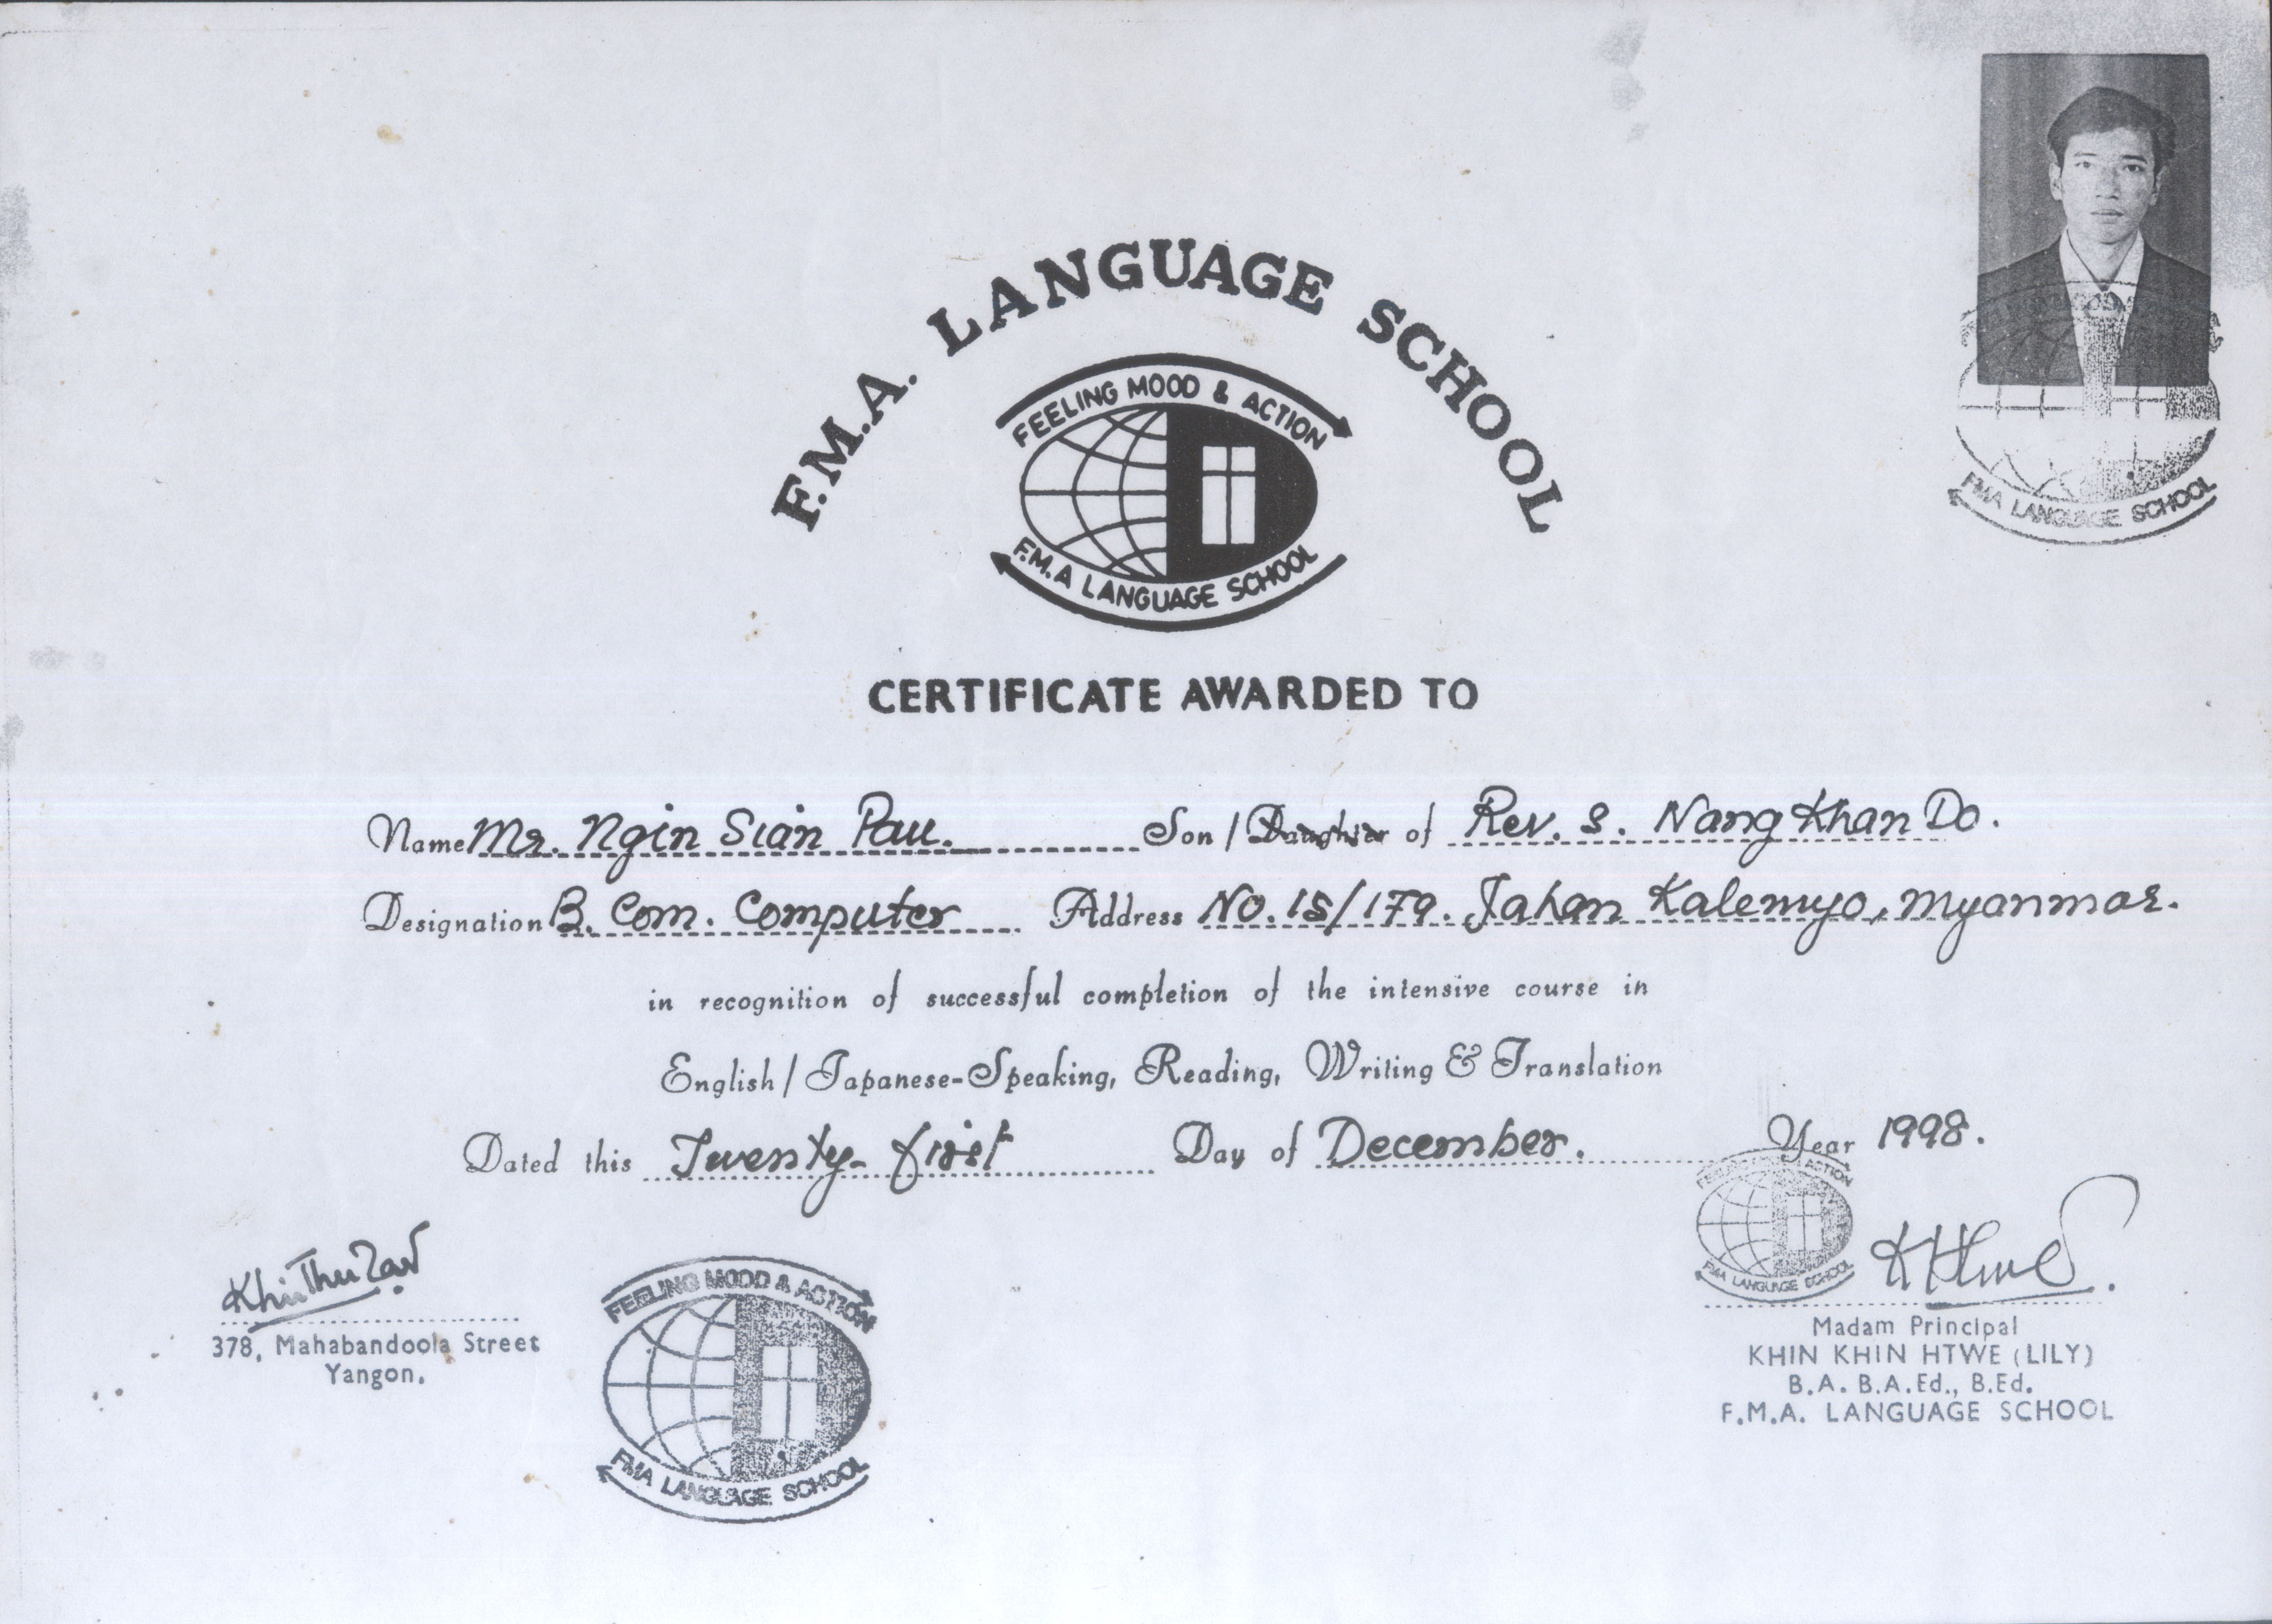 F.M.A. LANGUAGE SCHOOL
FEELING MOOD & ACTION
F.M.A LANGUAGE SCHOOL
FMA LANGUAGE SCHOOL
CERTIFICATE AWARDED TO
Name Mr. Ngin Sian Pau. Son / Daughter of Rev. S. Nang Khan Do.
Designation B. Com. Computer Address No. 15/179. Tahan Kalemyo, Myanmar.
in recognition of successful completion of the intensive course in
English / Japanese-Speaking, Reading, Writing & Translation
Dated this Twenty-first Day of December. Year 1998.
FEELING MOOD & ACTION
FMA LANGUAGE SCHOOL
378, Mahabandoola Street
Yangon.
FEELING MOOD & ACTION
FMA LANGUAGE SCHOOL
Madam Principal
KHIN KHIN HTWE (LILY)
B.A. B.A.Ed., B.Ed.
F.M.A. LANGUAGE SCHOOL